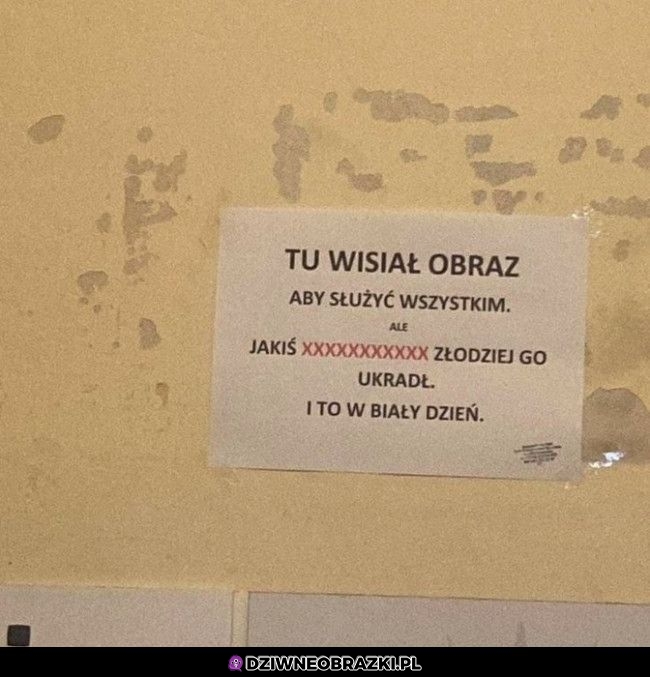 TU WISIAŁ OBRAZ
ABY SŁUŻYĆ WSZYSTKIM.
ALE
JAKIŚ XXXXXXXXXXX ZŁODZIEJ GO
UKRADŁ.
I TO W BIAŁY DZIEŃ.
DZIWNEOBRAZKI.PL